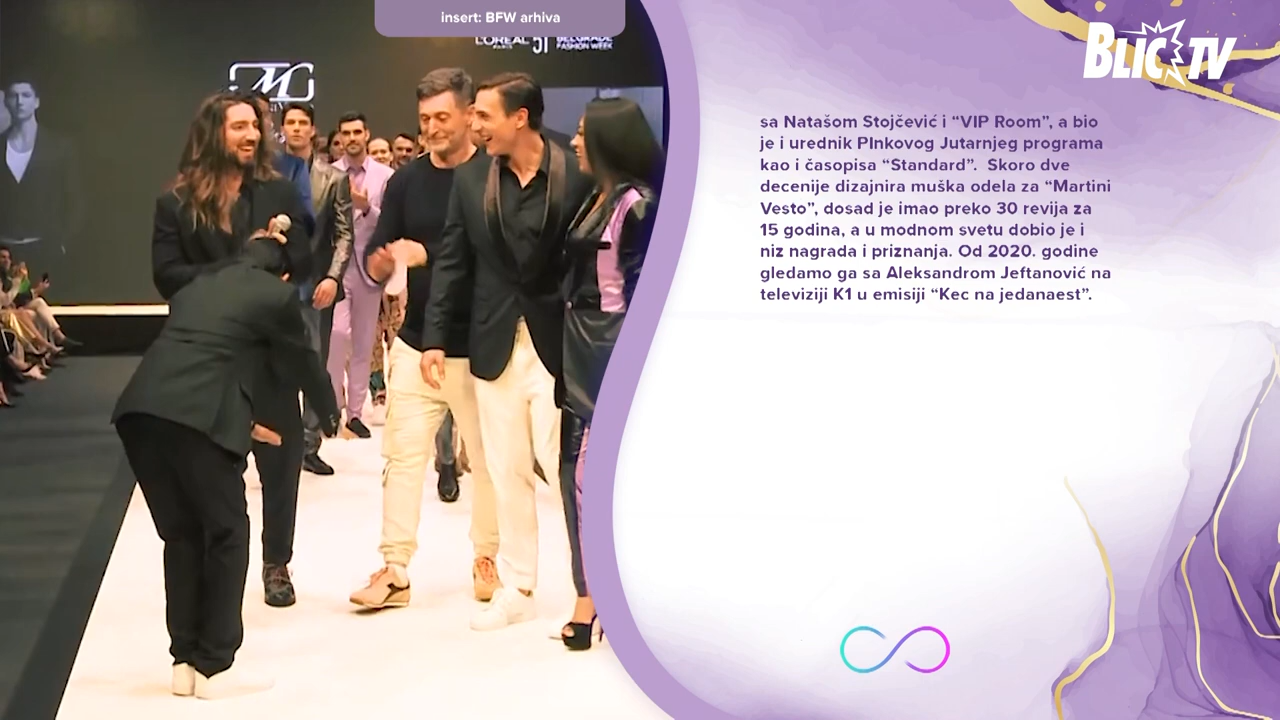 insert: BFW arhiva
L'ORÉAL 51 BELGRADE
PARIS FASHION WEEK
BLIC TV
sa Natašom Stojčević i “VIP Room”, a bio
je i urednik PInkovog Jutarnjeg programa
kao i časopisa “Standard”. Skoro dve
decenije dizajnira muška odela za “Martini
Vesto”, dosad je imao preko 30 revija za
15 godina, a u modnom svetu dobio je i
niz nagrada i priznanja. Od 2020. godine
gledamo ga sa Aleksandrom Jeftanović na
televiziji K1 u emisiji “Kec na jedanaest”.